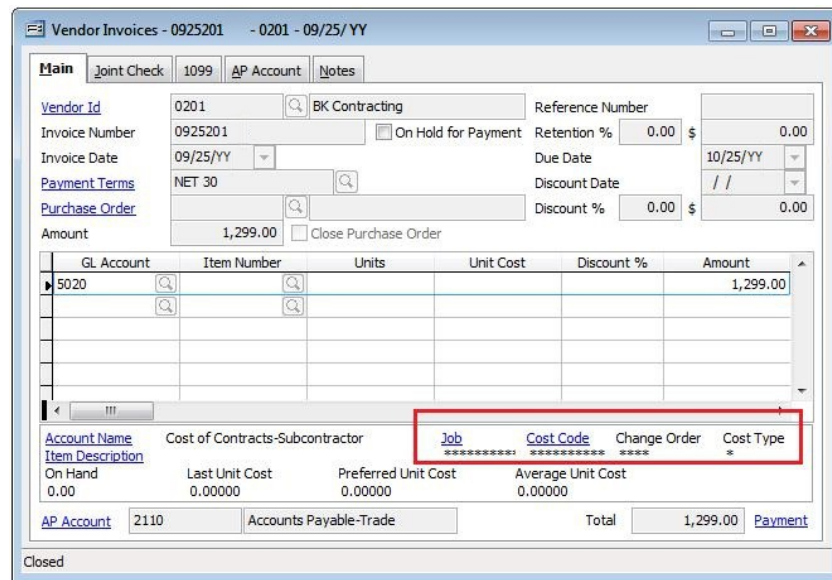 Vendor Invoices - 0925201 - 0201 - 09/25/ YY
Main Joint Check 1099 AP Account Notes
Vendor Id 0201 BK Contracting Reference Number
Invoice Number 0925201 On Hold for Payment Retention % 0.00 $ 0.00
Invoice Date 09/25/YY Due Date 10/25/YY
Payment Terms NET 30 Discount Date / /
Purchase Order Discount % 0.00 $ 0.00
Amount 1,299.00 Close Purchase Order
GL Account Item Number Units Unit Cost Discount % Amount
5020 1,299.00
Account Name Cost of Contracts-Subcontractor Job Cost Code Change Order Cost Type
Item Description ********** ********** **** *
On Hand Last Unit Cost Preferred Unit Cost Average Unit Cost
0.00 0.00000 0.00000 0.00000
AP Account 2110 Accounts Payable-Trade Total 1,299.00 Payment
Closed